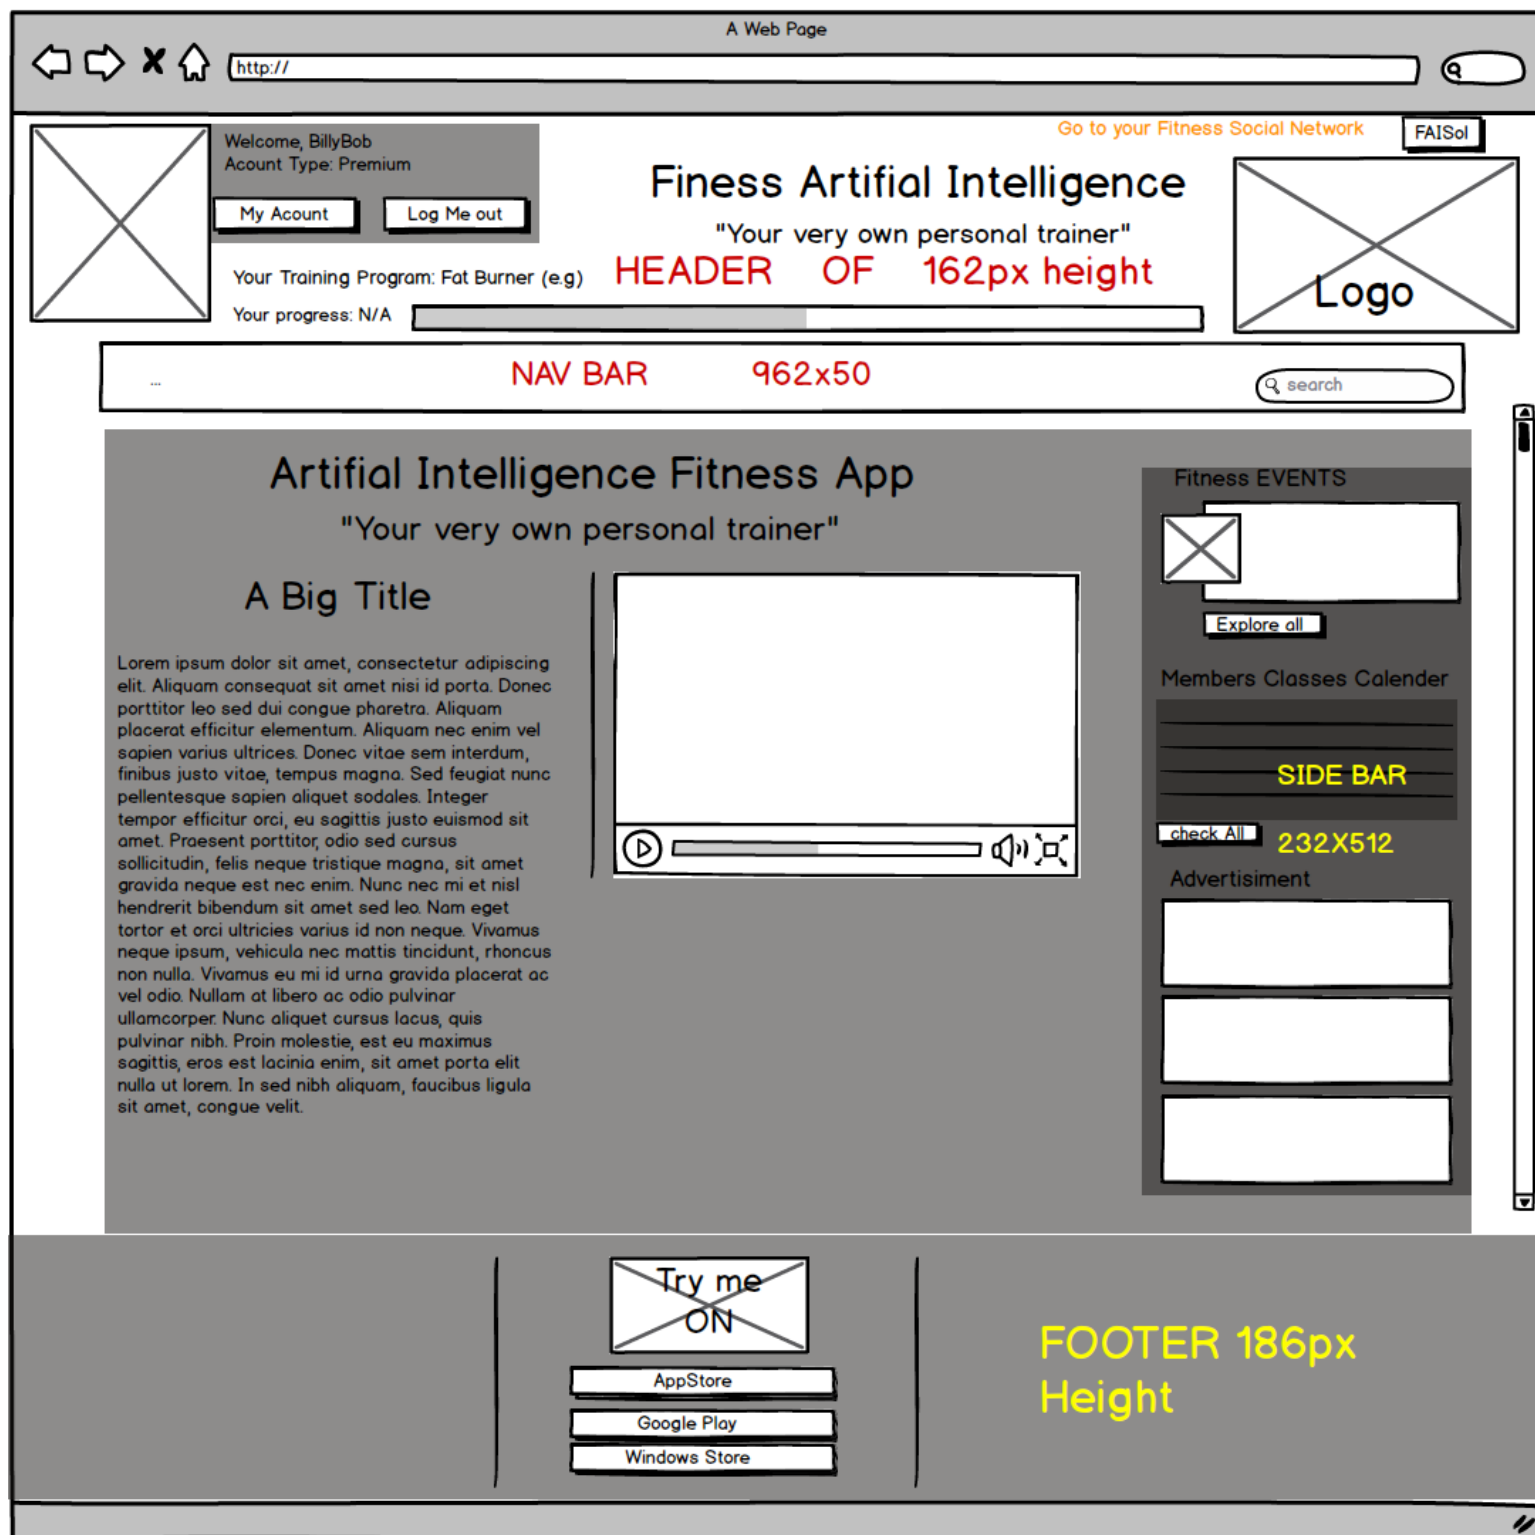 A Web Page
http://
Welcome, BillyBob
Acount Type: Premium
My Acount
Log Me out
Go to your Fitness Social Network
FAISol
Finess Artifial Intelligence
"Your very own personal trainer"
HEADER OF 162px height
Logo
Your Training Program: Fat Burner (e.g)
Your progress: N/A
...
NAV BAR 962x50
search
Artifial Intelligence Fitness App
"Your very own personal trainer"
A Big Title
Lorem ipsum dolor sit amet, consectetur adipiscing
elit. Aliquam consequat sit amet nisi id porta. Donec
porttitor leo sed dui congue pharetra. Aliquam
placerat efficitur elementum. Aliquam nec enim vel
sapien varius ultrices. Donec vitae sem interdum,
finibus justo vitae, tempus magna. Sed feugiat nunc
pellentesque sapien aliquet sodales. Integer
tempor efficitur orci, eu sagittis justo euismod sit
amet. Praesent porttitor, odio sed cursus
sollicitudin, felis neque tristique magna, sit amet
gravida neque est nec enim. Nunc nec mi et nisl
hendrerit bibendum sit amet sed leo. Nam eget
tortor et orci ultricies varius id non neque. Vivamus
neque ipsum, vehicula nec mattis tincidunt, rhoncus
non nulla. Vivamus eu mi id urna gravida placerat ac
vel odio. Nullam at libero ac odio pulvinar
ullamcorper. Nunc aliquet cursus lacus, quis
pulvinar nibh. Proin molestie, est eu maximus
sagittis, eros est lacinia enim, sit amet porta elit
nulla ut lorem. In sed nibh aliquam, faucibus ligula
sit amet, congue velit.
Fitness EVENTS
Explore all
Members Classes Calender
SIDE BAR
check All
232X512
Advertisiment
Try me
ON
AppStore
Google Play
Windows Store
FOOTER 186px
Height